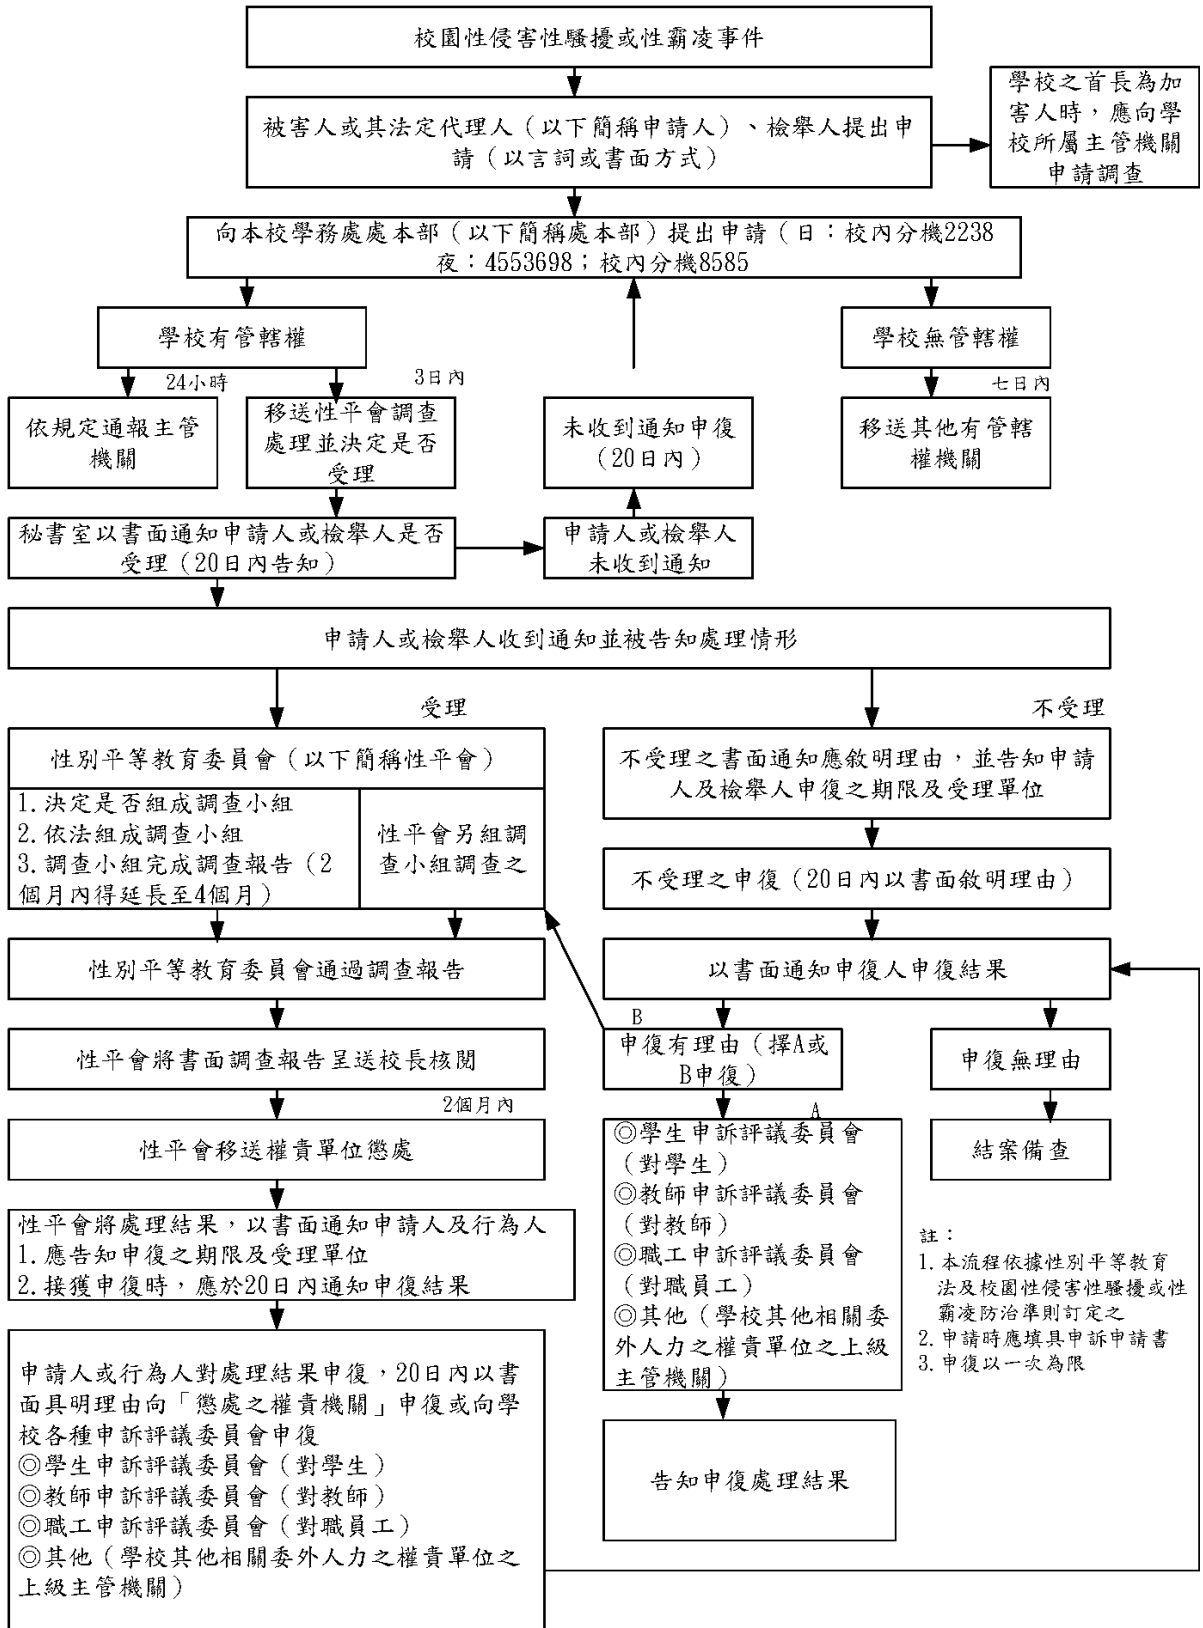 校園性侵害性騷擾或性霸凌事件
學校之首長為加
害人時，應向學
校所屬主管機關
申請調查
被害人或其法定代理人（以下簡稱申請人）、檢舉人提出申
請（以言詞或書面方式）
向本校學務處處本部（以下簡稱處本部）提出申請（日：校內分機2238
夜：4553698；校內分機8585
學校有管轄權
學校無管轄權
24小時
3日內
七日內
依規定通報主管
機關
移送性平會調查
處理並決定是否
受理
未收到通知申復
（20日內）
移送其他有管轄
權機關
秘書室以書面通知申請人或檢舉人是否
受理（20日內告知）
申請人或檢舉人
未收到通知
申請人或檢舉人收到通知並被告知處理情形
受理
不受理
性別平等教育委員會（以下簡稱性平會）
1.決定是否組成調查小組
2.依法組成調查小組
3.調查小組完成調查報告（2
個月內得延長至4個月）
性平會另組調
查小組調查之
不受理之書面通知應敘明理由，並告知申請
人及檢舉人申復之期限及受理單位
不受理之申復（20日內以書面敘明理由）
性別平等教育委員會通過調查報告
以書面通知申復人申復結果
B
性平會將書面調查報告呈送校長核閱
申復有理由（擇A或
B申復）
申復無理由
2個月內
A
性平會移送權責單位懲處
◎學生申訴評議委員會
（對學生）
◎教師申訴評議委員會
（對教師）
◎職工申訴評議委員會
（對職員工）
◎其他（學校其他相關委
外人力之權責單位之上級
主管機關）
結案備查
性平會將處理結果，以書面通知申請人及行為人
1.應告知申復之期限及受理單位
2.接獲申復時，應於20日內通知申復結果
註：
1.本流程依據性別平等教育
法及校園性侵害性騷擾或性
霸凌防治準則訂定之
2.申請時應填具申訴申請書
3.申復以一次為限
申請人或行為人對處理結果申復，20日內以書
面具明理由向「懲處之權責機關」申復或向學
校各種申訴評議委員會申復
◎學生申訴評議委員會（對學生）
◎教師申訴評議委員會（對教師）
◎職工申訴評議委員會（對職員工）
◎其他（學校其他相關委外人力之權責單位之
上級主管機關）
告知申復處理結果